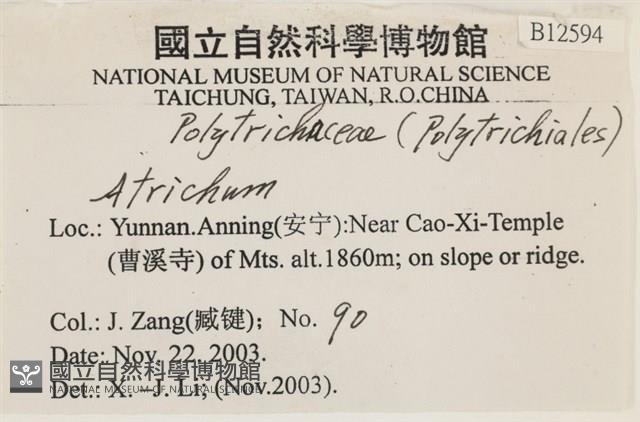 國立自然科學博物館
B12594
NATIONAL MUSEUM OF NATURAL SCIENCE
TAICHUNG, TAIWAN, R.O.CHINA
Polytrichaceae (Polytrichiales)
Atrichum
Loc.: Yunnan.Anning(安宁):Near Cao-Xi-Temple
(曹溪寺) of Mts. alt.1860m; on slope or ridge.
Col.: J. Zang(臧键); No. 90
Date: Nov. 22, 2003.
Det.: X.-J. Li, (Nov.2003).
國立自然科學博物館
NATIONAL MUSEUM OF NATURAL SCIENCE